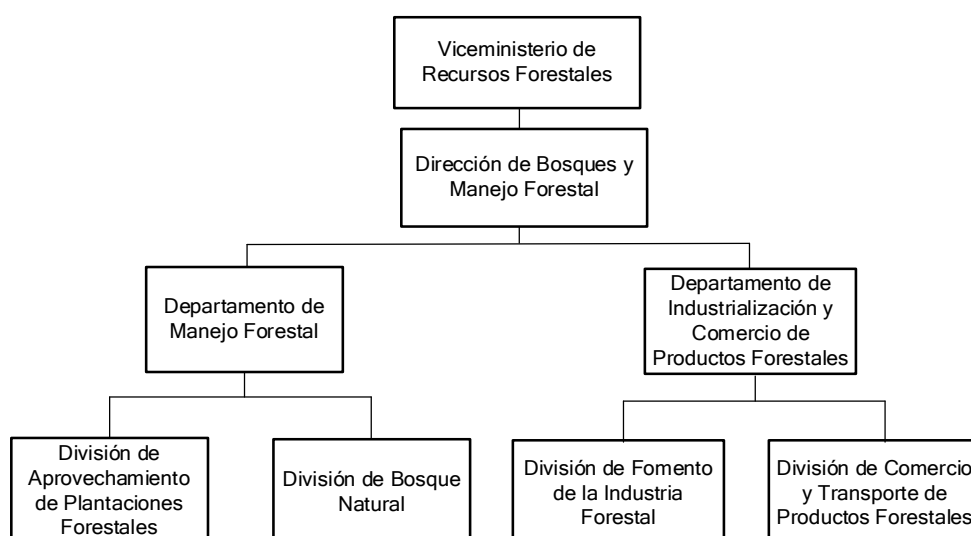 Viceministerio de
Recursos Forestales
Dirección de Bosques y
Manejo Forestal
Departamento de
Manejo Forestal
Departamento de
Industrialización y
Comercio de
Productos Forestales
División de
Aprovechamiento
de Plantaciones
Forestales
División de Bosque
Natural
División de Fomento
de la Industria
Forestal
División de Comercio
y Transporte de
Productos Forestales